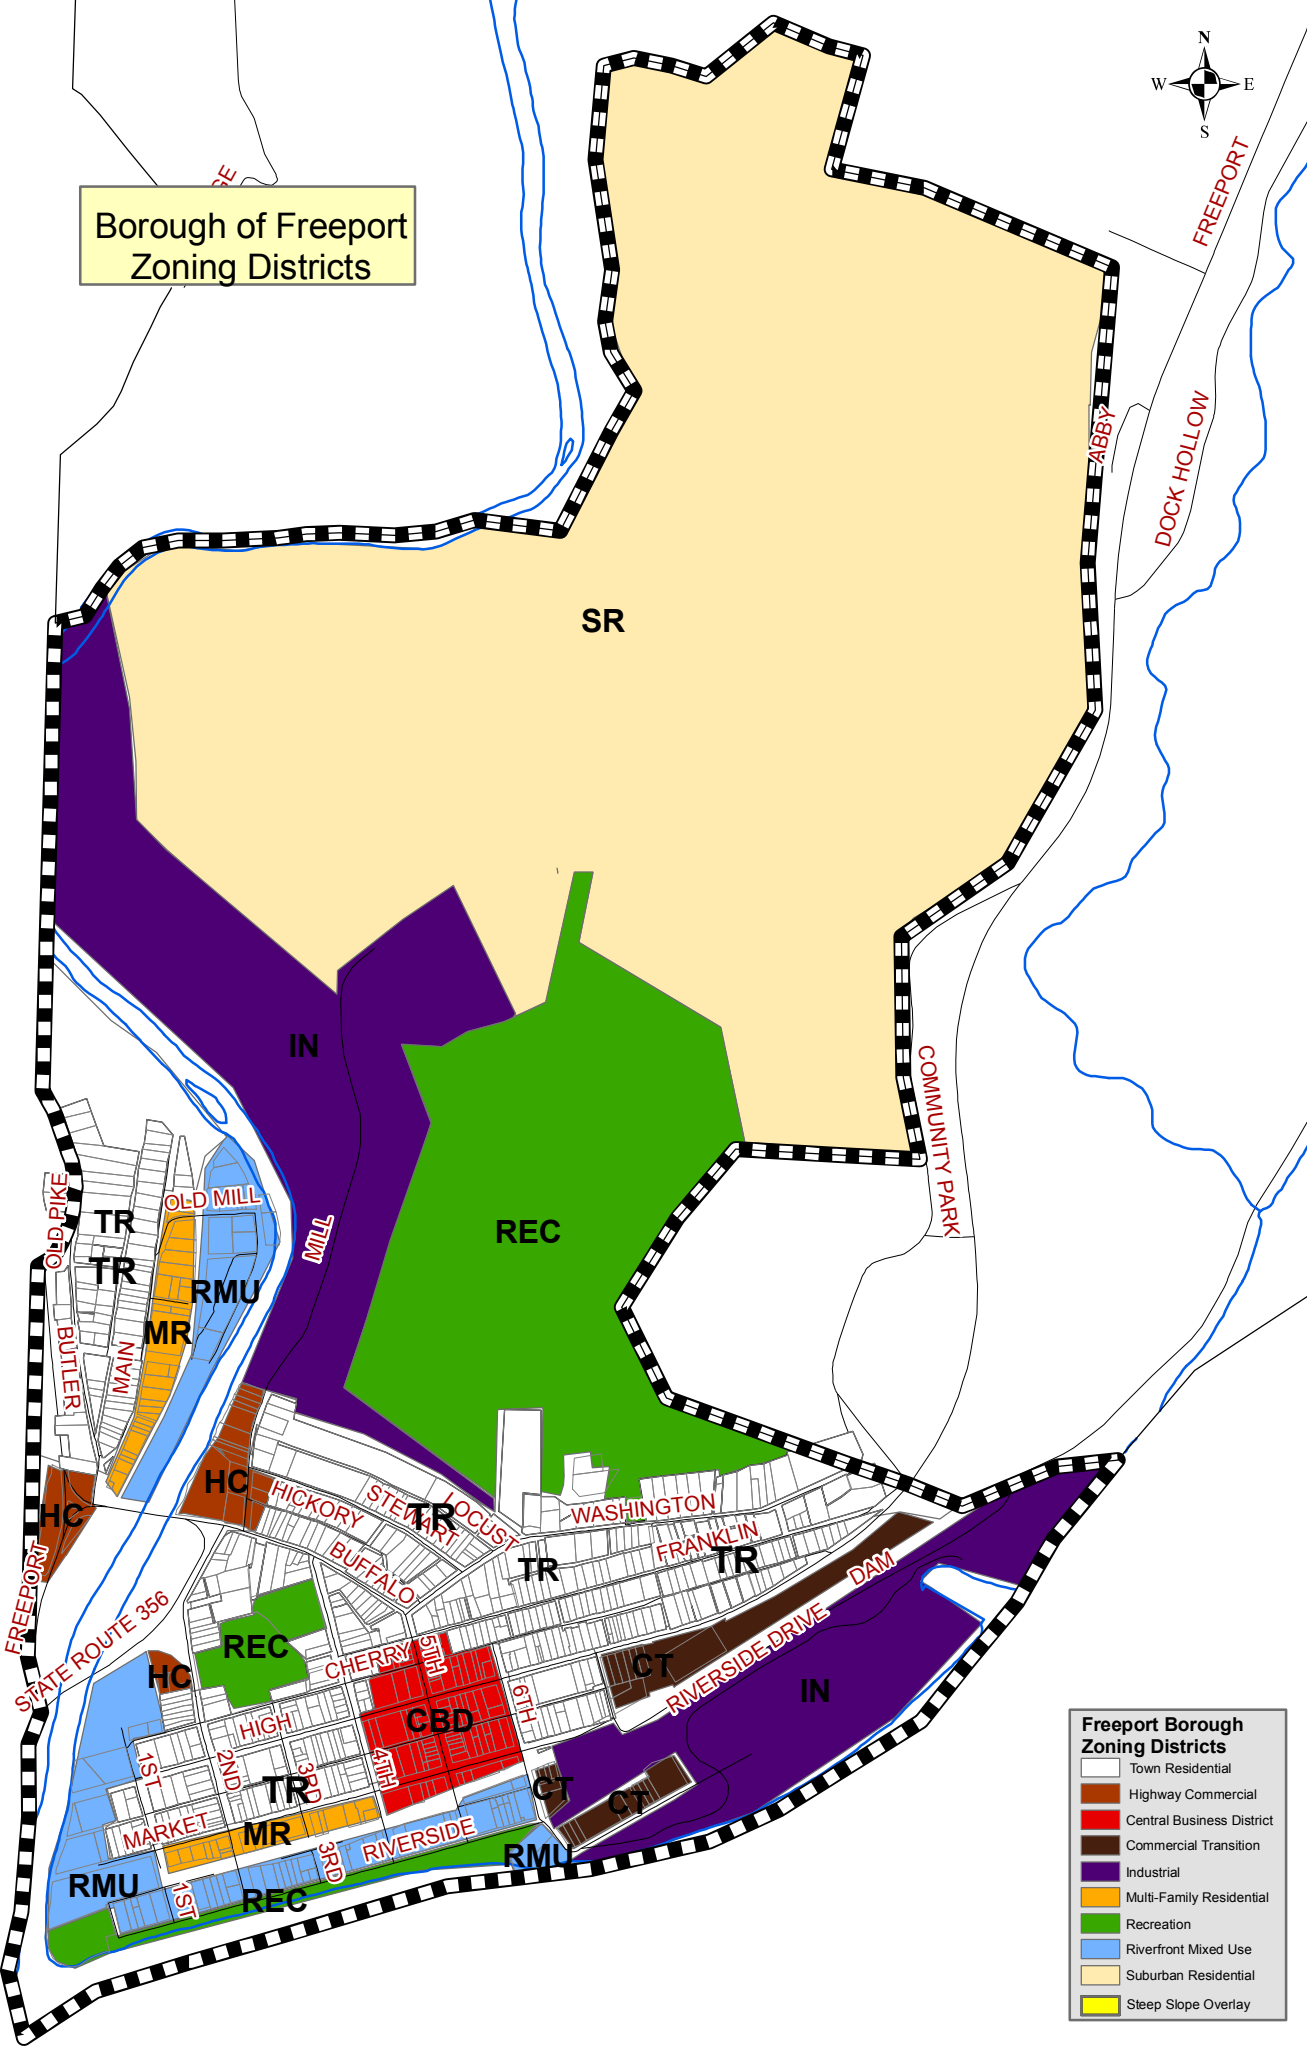 N
W E
S
GE
Borough of Freeport
Zoning Districts
FREEPORT
ABBY
DOCK HOLLOW
SR
IN
COMMUNITY PARK
OLD PIKE
OLD MILL
TR
MILL
REC
TR
RMU
MR
BUTLER
MAIN
HC
HC
HICKORY
STEWART
LOCUST
TR
WASHINGTON
BUFFALO
TR
FRANKLIN
TR
DAM
FREEPORT
STATE ROUTE 356
REC
HC
CHERRY
5TH
CT
RIVERSIDE DRIVE
IN
HIGH
CBD
6TH
1ST
2ND
3RD
4TH
TR
CT
CT
MARKET
MR
RIVERSIDE
3RD
RMU
RMU
1ST
REC
Freeport Borough
Zoning Districts
Town Residential
Highway Commercial
Central Business District
Commercial Transition
Industrial
Multi-Family Residential
Recreation
Riverfront Mixed Use
Suburban Residential
Steep Slope Overlay